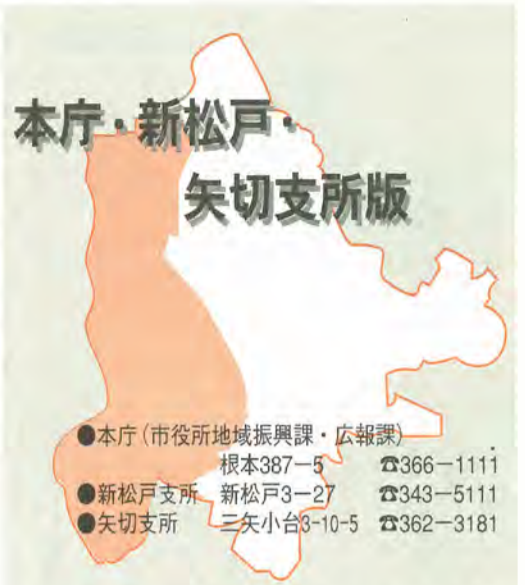 本庁・新松戸・
矢切支所版
●本庁(市役所地域振興課・広報課)
根本387−5 ☎366−1111
●新松戸支所 新松戸3−27 ☎343−5111
●矢切支所 三矢小台3-10-5 ☎362−3181